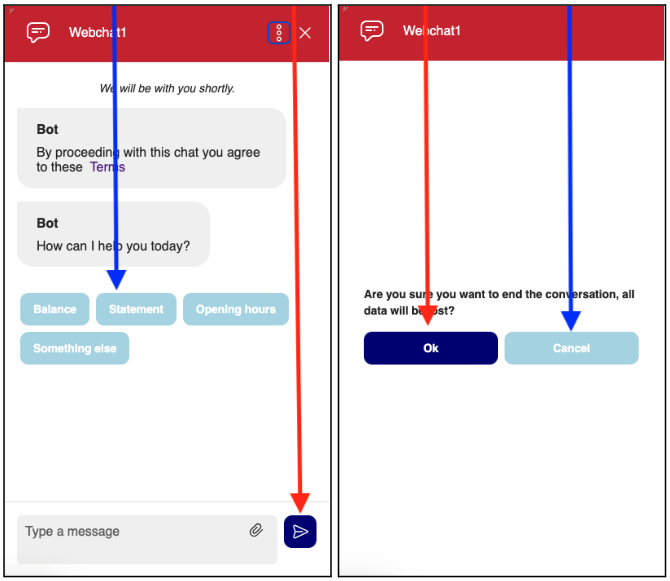 Webchat1
We will be with you shortly.
Bot
By proceeding with this chat you agree
to these Terms
Bot
How can I help you today?
Balance
Statement
Opening hours
Something else
Type a message
Webchat1
Are you sure you want to end the conversation, all
data will be lost?
Ok
Cancel